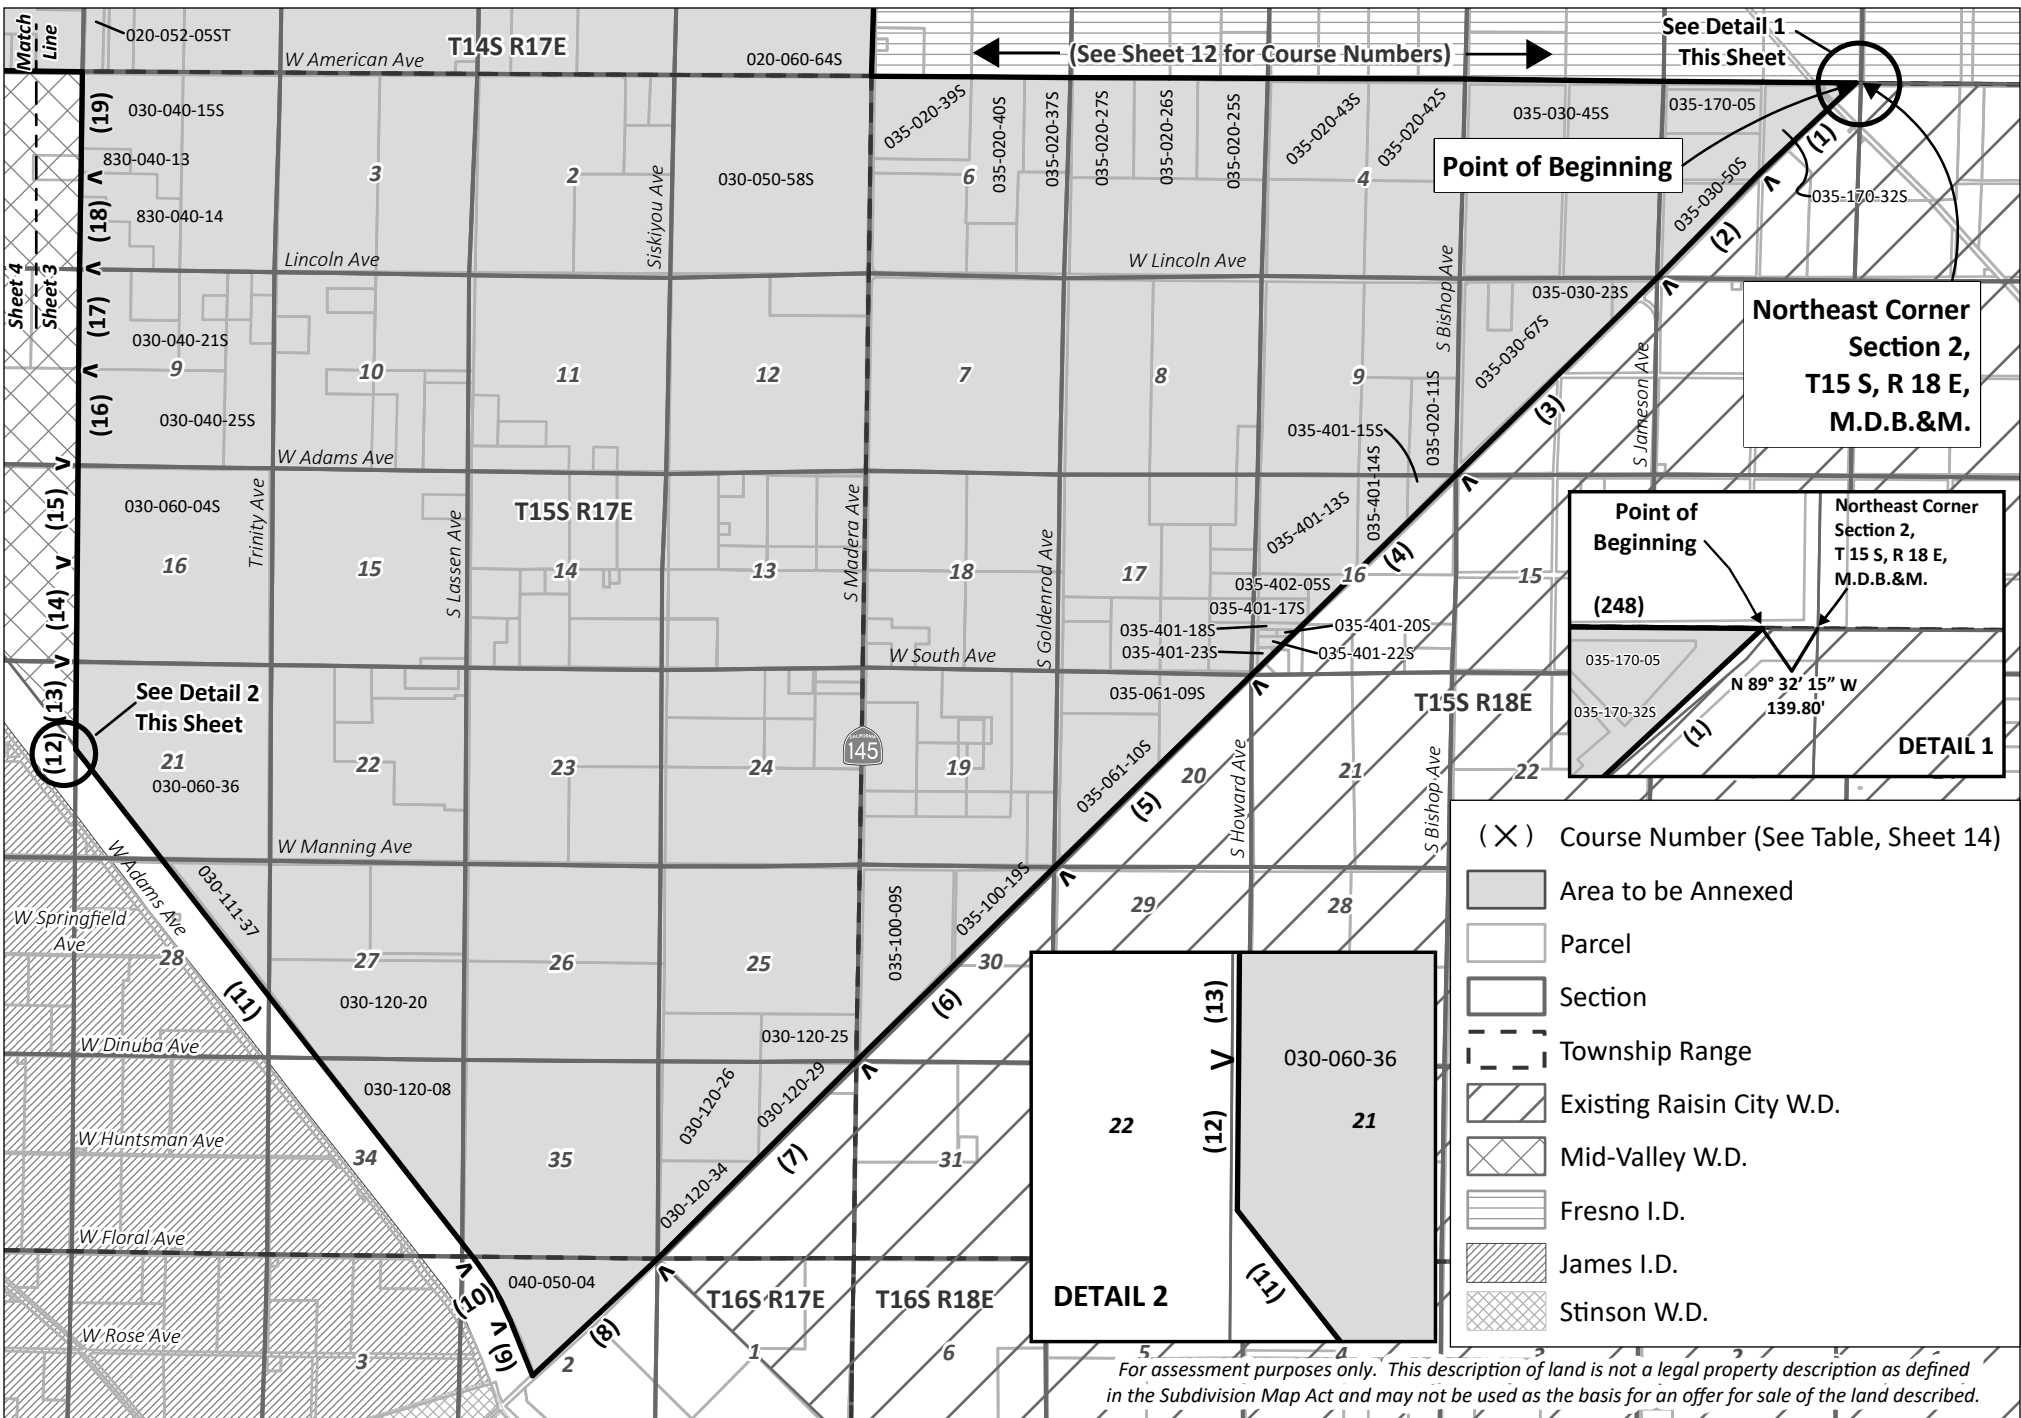 Match
Line
020-052-05ST
W American Ave
T14S R17E
020-060-64S
(See Sheet 12 for Course Numbers)
See Detail 1
This Sheet
(19)
030-040-15S
830-040-13
(18)
830-040-14
3
2
Siskiyou Ave
030-050-58S
035-020-39S
035-020-40S
035-020-37S
035-020-27S
035-020-26S
035-020-25S
035-020-43S
035-020-42S
6
4
035-030-45S
035-170-05
(1)
Point of Beginning
035-030-50S
035-170-32S
(2)
Lincoln Ave
W Lincoln Ave
S Bishop Ave
Sheet 4
Sheet 3
(17)
030-040-21S
9
10
11
12
7
8
9
035-030-23S
035-030-67S
S Jameson Ave
Northeast Corner
Section 2,
T15 S, R 18 E,
M.D.B.&M.
(16)
030-040-25S
035-020-11S
(3)
035-401-15S
W Adams Ave
035-401-14S
(15)
030-060-04S
Trinity Ave
S Lassen Ave
T15S R17E
S Madera Ave
S Goldenrod Ave
035-401-13S
(4)
16
15
14
13
18
17
16
15
035-402-05S
035-401-17S
(14)
035-401-18S
035-401-20S
035-401-23S
035-401-22S
W South Ave
Point of
Beginning
Northeast Corner
Section 2,
T 15 S, R 18 E,
M.D.B.&M.
(248)
035-170-05
N 89° 32' 15" W
139.80'
035-170-32S
(1)
DETAIL 1
(13)
See Detail 2
This Sheet
035-061-09S
T15S R18E
(12)
21
030-060-36
22
23
24
145
19
035-061-10S
20
(5)
S Howard Ave
21
S Bishop Ave
22
W Manning Ave
W Adams Ave
030-111-37
W Springfield
Ave
28
27
26
25
035-100-09S
035-100-19S
30
29
28
(11)
030-120-20
(6)
W Dinuba Ave
030-120-25
030-120-08
030-120-26
030-120-29
W Huntsman Ave
34
35
(7)
31
030-120-34
W Floral Ave
040-050-04
(10)
(9)
(8)
T16S R17E
T16S R18E
W Rose Ave
3
2
1
6
5
4
(13)
030-060-36
(12)
22
21
(11)
DETAIL 2
(X) Course Number (See Table, Sheet 14)
Area to be Annexed
Parcel
Section
Township Range
Existing Raisin City W.D.
Mid-Valley W.D.
Fresno I.D.
James I.D.
Stinson W.D.
For assessment purposes only. This description of land is not a legal property description as defined
in the Subdivision Map Act and may not be used as the basis for an offer for sale of the land described.